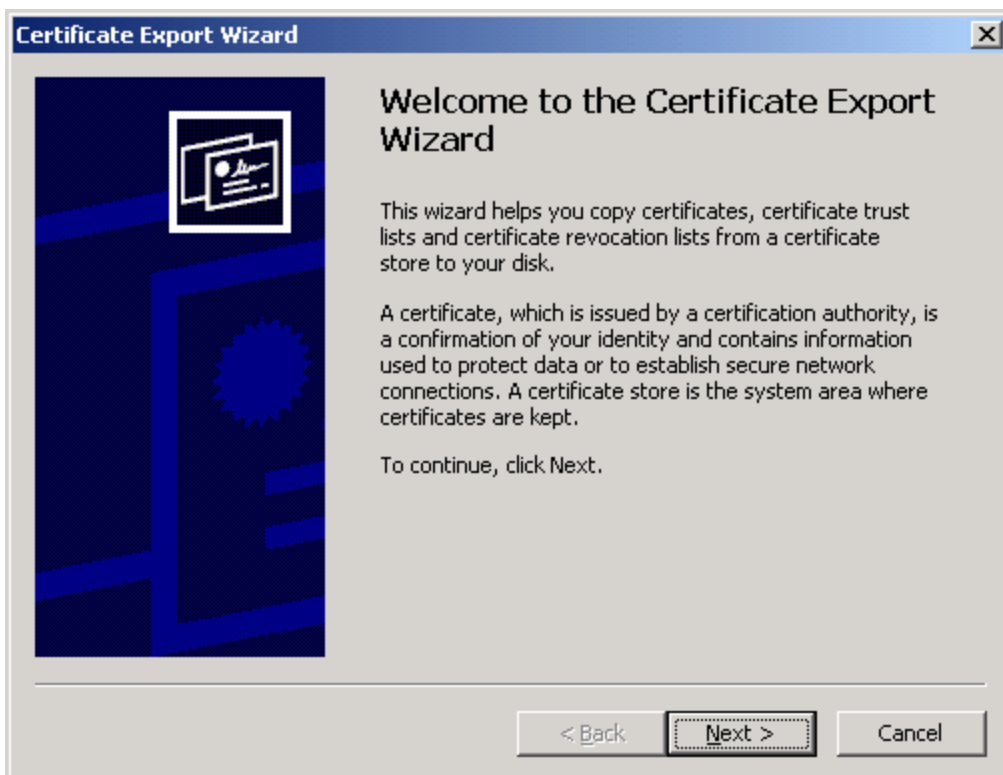 Certificate Export Wizard
Welcome to the Certificate Export
Wizard
This wizard helps you copy certificates, certificate trust
lists and certificate revocation lists from a certificate
store to your disk.
A certificate, which is issued by a certification authority, is
a confirmation of your identity and contains information
used to protect data or to establish secure network
connections. A certificate store is the system area where
certificates are kept.
To continue, click Next.
< Back
Next >
Cancel